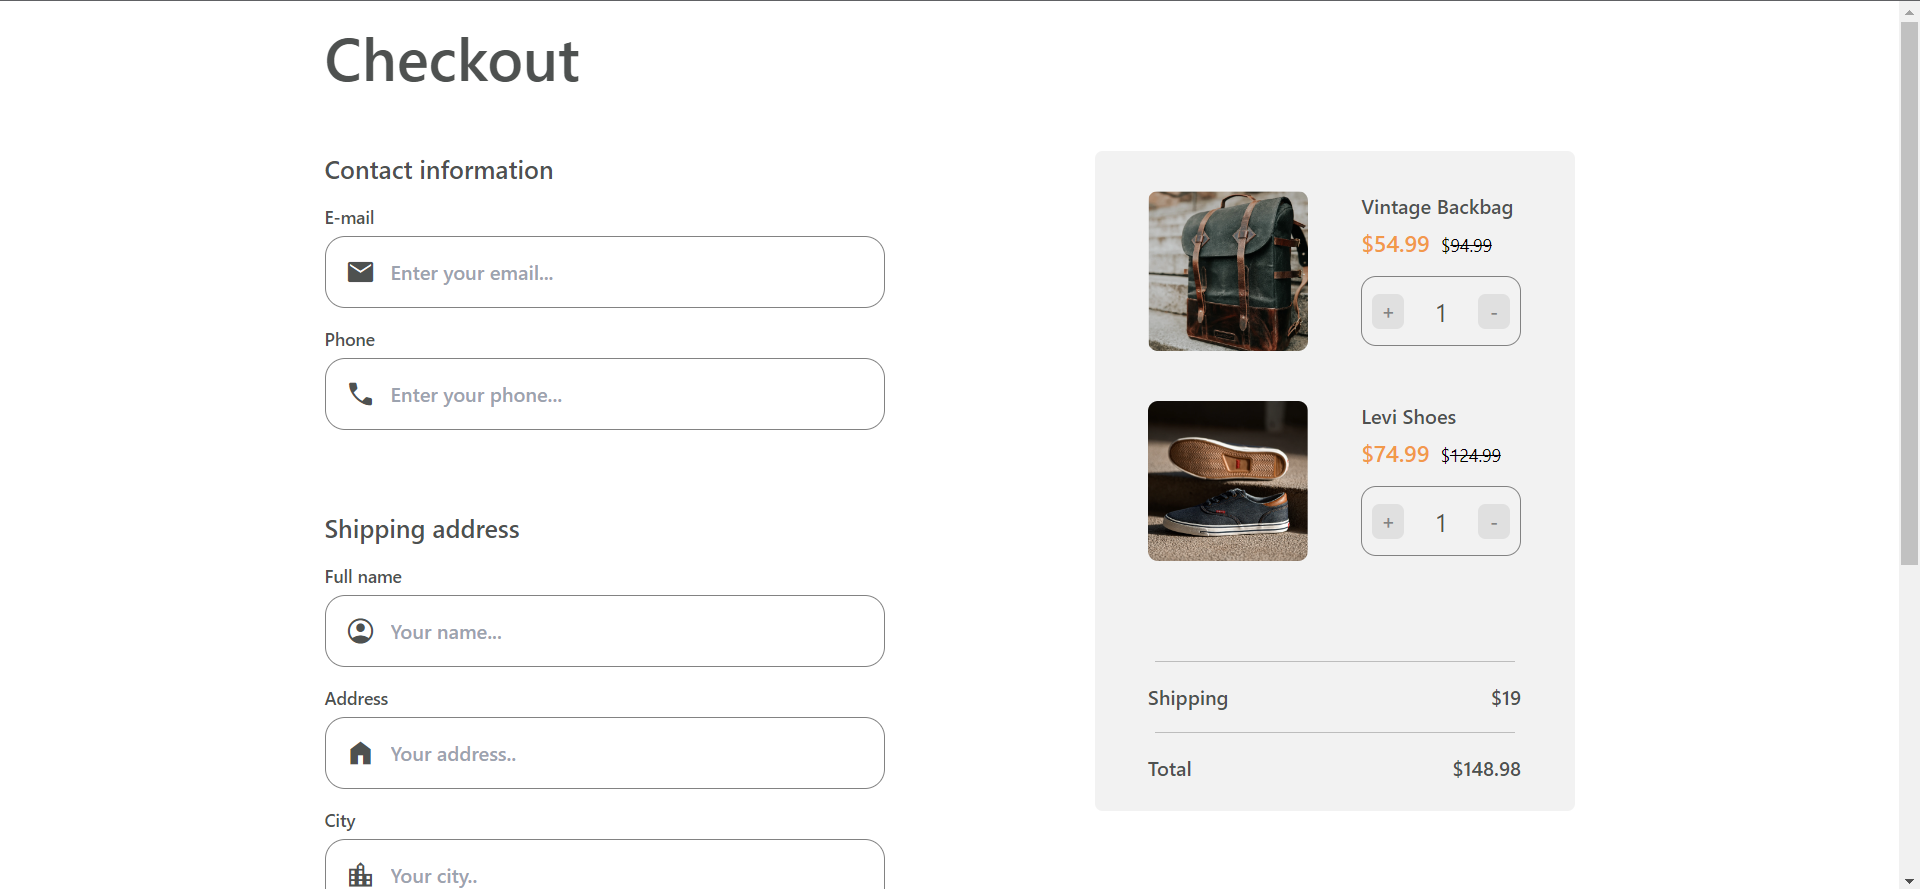 Checkout
Contact information
E-mail
Enter your email...
Phone
Enter your phone...
Shipping address
Full name
Your name...
Address
Your address..
City
Your city..
Vintage Backbag
$54.99 $94.99
+ 1 -
Levi Shoes
$74.99 $124.99
+ 1 -
Shipping $19
Total $148.98